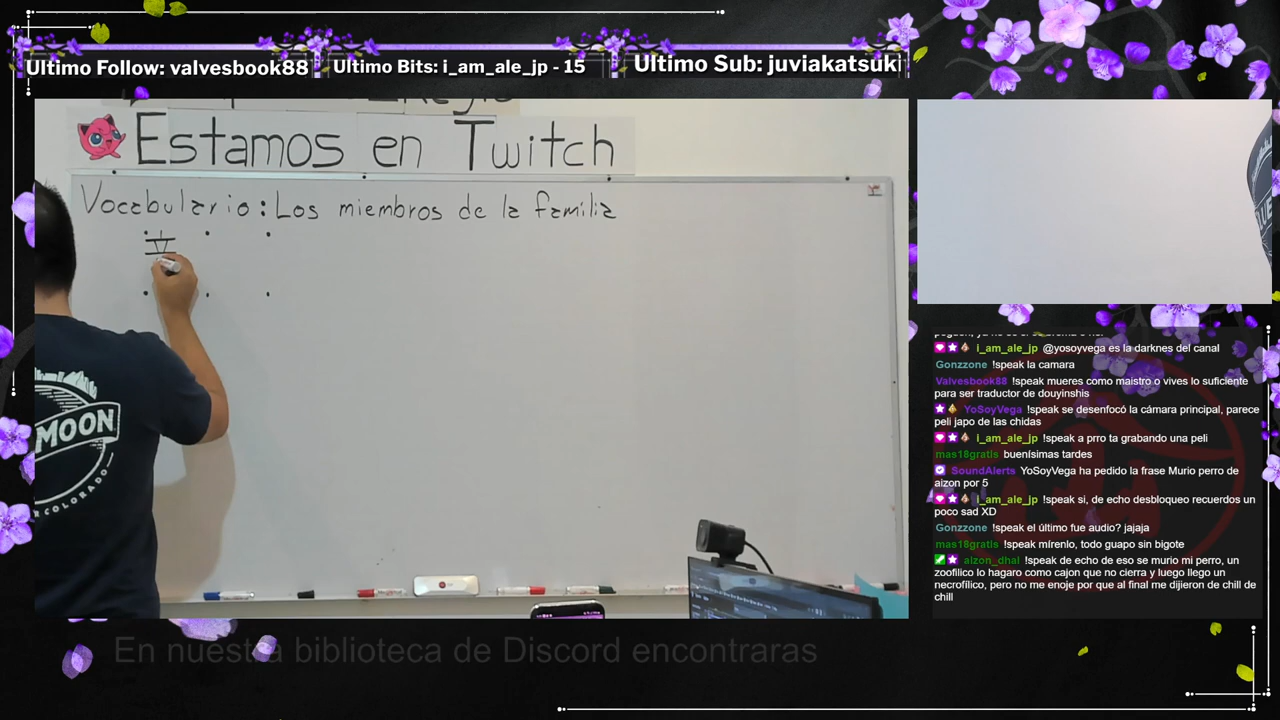 Ultimo Follow: valvesbook88
Ultimo Bits: i_am_ale_jp - 15
Ultimo Sub: juviakatsuki
Estamos en Twitch
Vocabulario: Los miembros de la familia
MOON
COLORADO
i_am_ale_jp @yosoyvega es la darknes del canal
Gonzzone !speak la camara
Valvesbook88 !speak mueres como maistro o vives lo suficiente
para ser traductor de douyinshis
YoSoyVega !speak se desenfocó la cámara principal, parece
peli japo de las chidas
i_am_ale_jp !speak a prro ta grabando una peli
mas18gratis buenísimas tardes
SoundAlerts YoSoyVega ha pedido la frase Murio perro de
aizon por 5
i_am_ale_jp !speak si, de echo desbloqueo recuerdos un
poco sad XD
Gonzzone !speak el último fue audio? jajaja
mas18gratis !speak mírenlo, todo guapo sin bigote
aizon_dhal !speak de echo de eso se murio mi perro, un
zoofilico lo hagaro como cajon que no cierra y luego llego un
necrofílico, pero no me enoje por que al final me dijieron de chill de
chill
En nuestra biblioteca de Discord encontraras